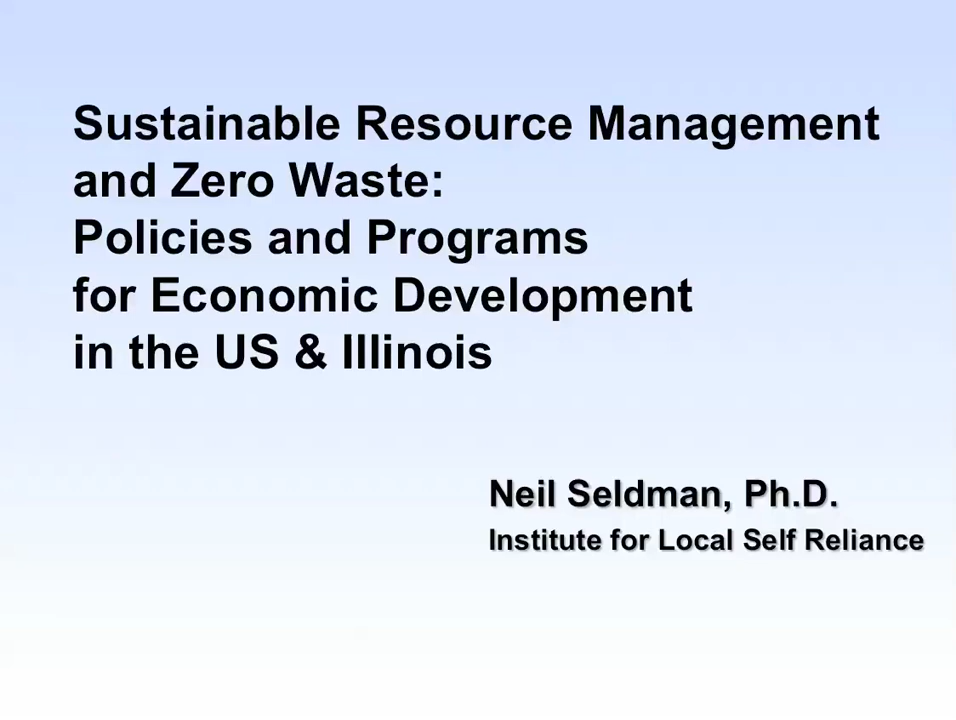 Sustainable Resource Management
and Zero Waste:
Policies and Programs
for Economic Development
in the US & Illinois
Neil Seldman, Ph.D.
Institute for Local Self Reliance